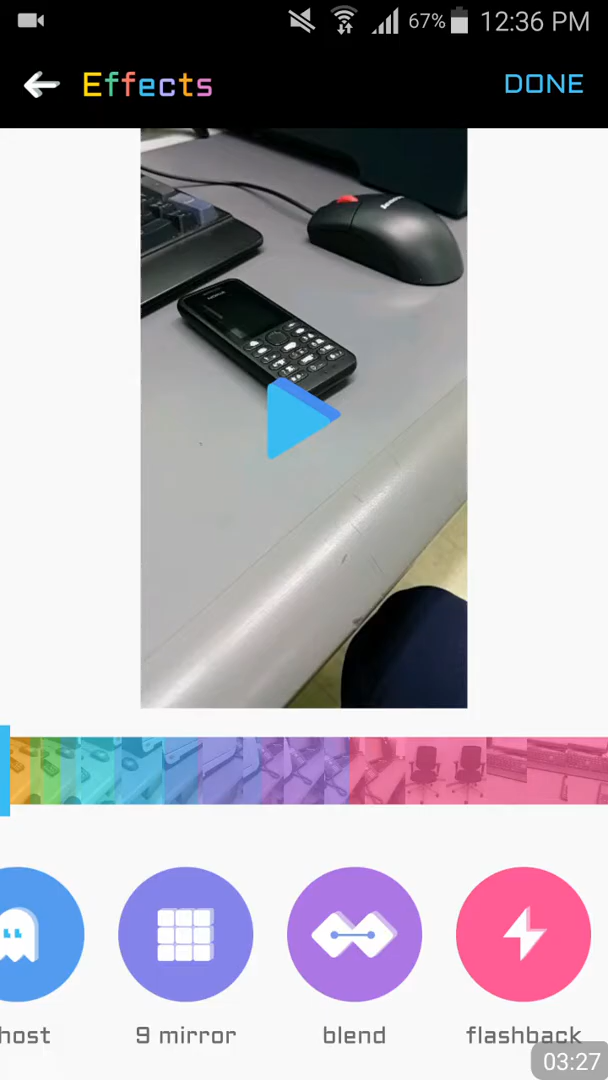 67% 12:36 PM
Effects
DONE
host
9 mirror
blend
flashback
03:27